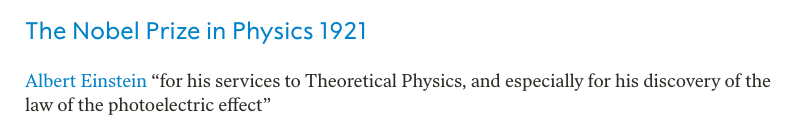 The Nobel Prize in Physics 1921
Albert Einstein “for his services to Theoretical Physics, and especially for his discovery of the
law of the photoelectric effect”